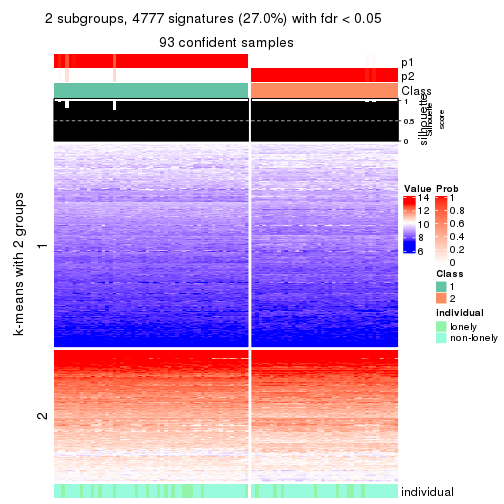 2 subgroups, 4777 signatures (27.0%) with fdr < 0.05
93 confident samples
p1
p2
Class
1
0.5
0
silhouette
Silhouette
score
k-means with 2 groups
1
2
individual
Value
14
12
10
8
6
Prob
1
0.8
0.6
0.4
0.2
0
Class
1
2
individual
lonely
non-lonely